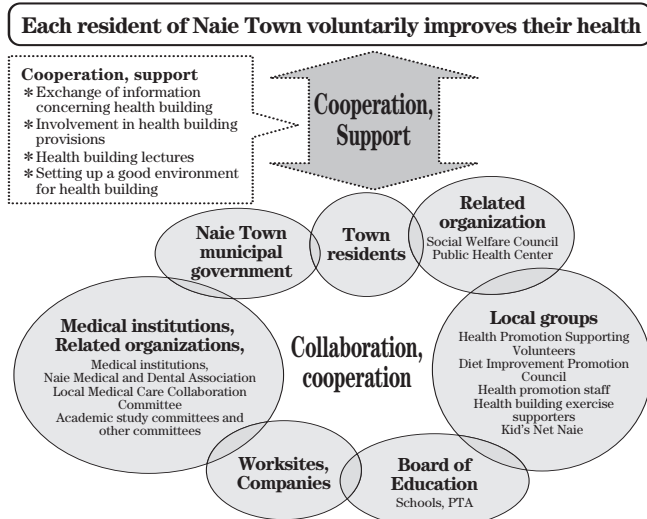 Each resident of Naie Town voluntarily improves their health
Cooperation, support
*Exchange of information
concerning health building
*Involvement in health building
provisions
*Health building lectures
*Setting up a good environment
for health building
Cooperation,
Support
Naie Town
municipal
government
Town
residents
Related
organization
Social Welfare Council
Public Health Center
Medical institutions,
Related organizations,
Medical institutions,
Naie Medical and Dental Association
Local Medical Care Collaboration
Committee
Academic study committees and
other committees
Collaboration,
cooperation
Local groups
Health Promotion Supporting
Volunteers
Diet Improvement Promotion
Council
Health promotion staff
Health building exercise
supporters
Kid's Net Naie
Worksites,
Companies
Board of
Education
Schools, PTA